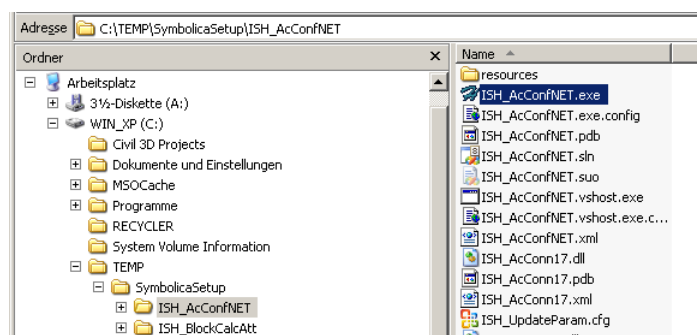 Adresse C:\TEMP\SymbolicaSetup\ISH_AcConfNET
Ordner
Arbeitsplatz
3½-Diskette (A:)
WIN_XP (C:)
Civil 3D Projects
Dokumente und Einstellungen
MSOCache
Programme
RECYCLER
System Volume Information
TEMP
SymbolicaSetup
ISH_AcConfNET
ISH_BlockCalcAtt
Name
resources
ISH_AcConfNET.exe
ISH_AcConfNET.exe.config
ISH_AcConfNET.pdb
ISH_AcConfNET.sln
ISH_AcConfNET.suo
ISH_AcConfNET.vshost.exe
ISH_AcConfNET.vshost.exe.c...
ISH_AcConfNET.xml
ISH_AcConn17.dll
ISH_AcConn17.pdb
ISH_AcConn17.xml
ISH_UpdateParam.cfg